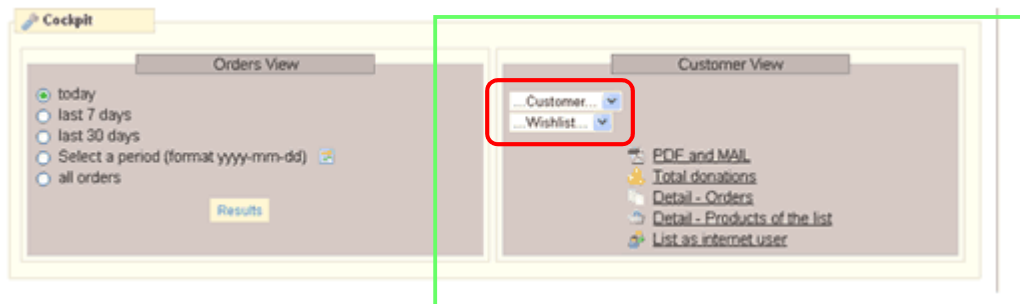 Cockpit
Orders View
today
last 7 days
last 30 days
Select a period (format yyyy-mm-dd)
all orders
Results
Customer View
...Customer...
...Wishlist...
PDF and MAIL
Total donations
Detail - Orders
Detail - Products of the list
List as internet user